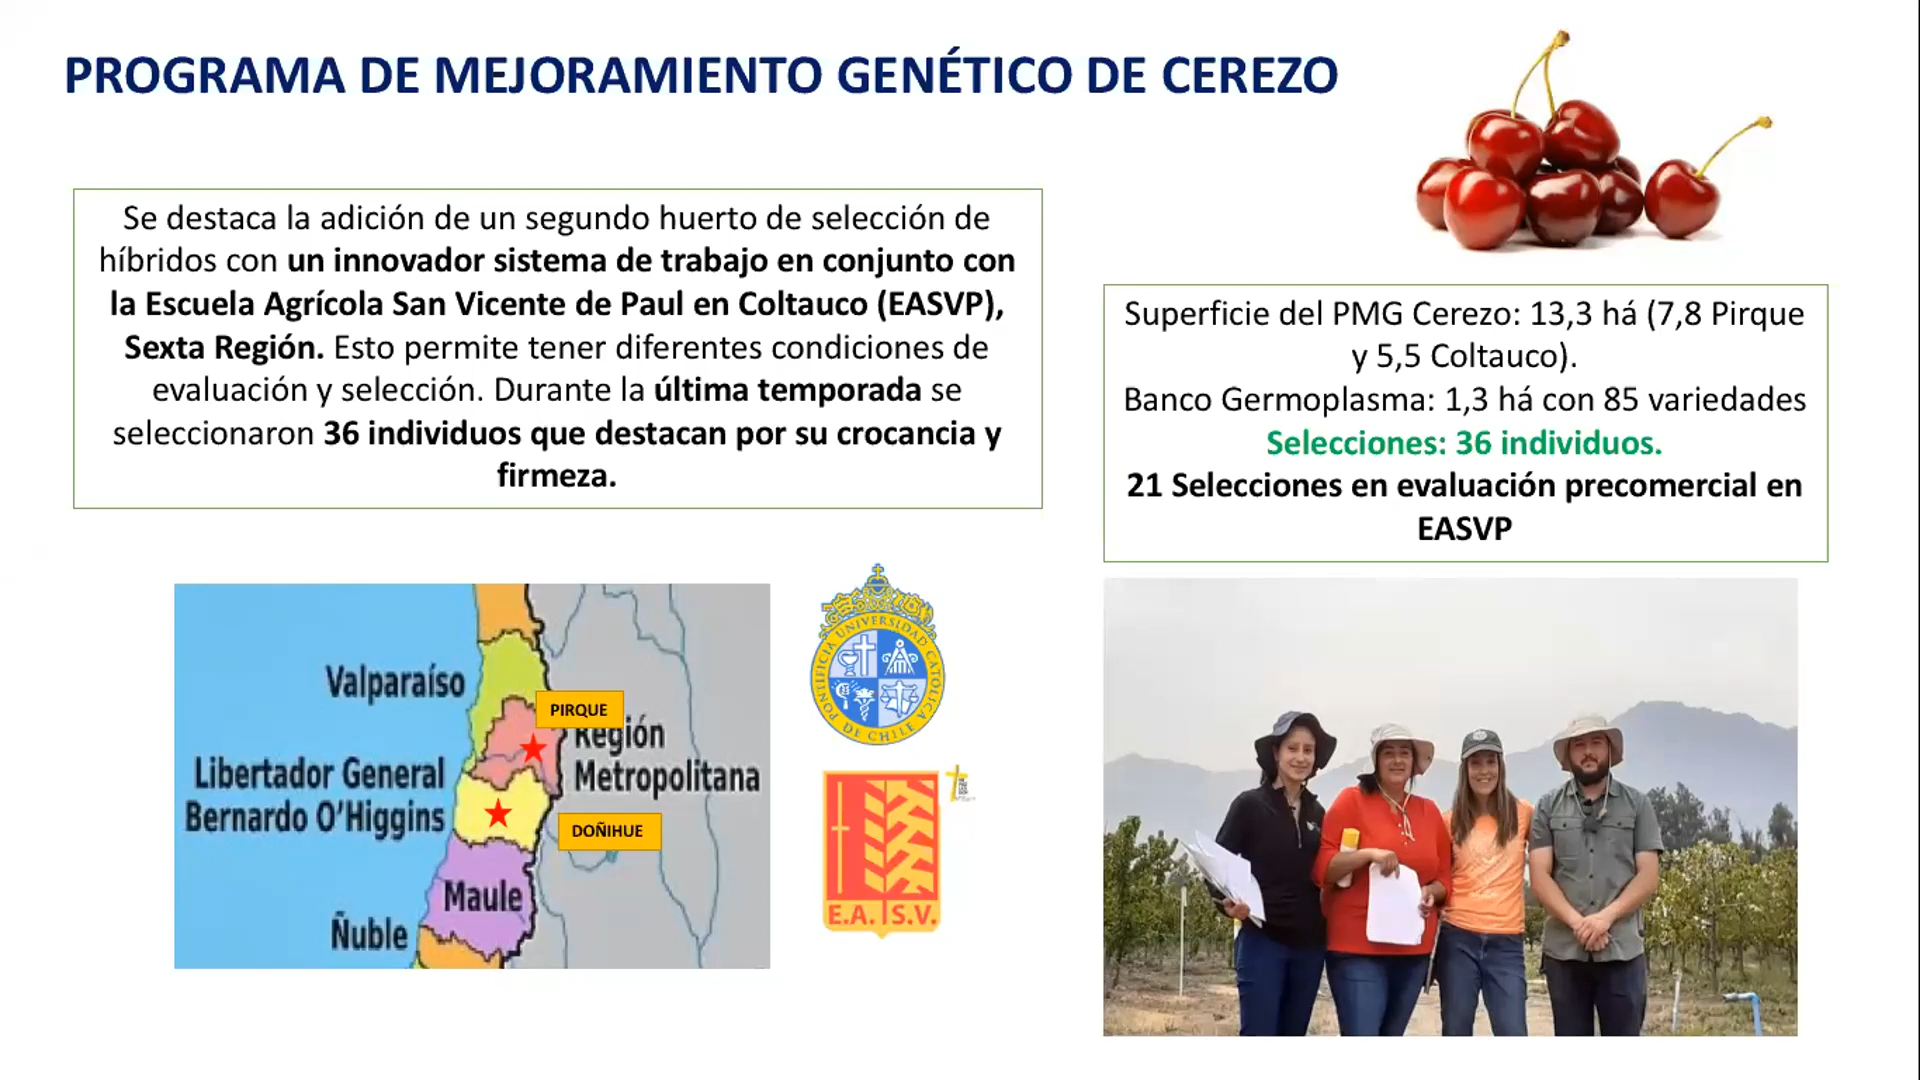 PROGRAMA DE MEJORAMIENTO GENÉTICO DE CEREZO
Se destaca la adición de un segundo huerto de selección de
híbridos con un innovador sistema de trabajo en conjunto con
la Escuela Agrícola San Vicente de Paul en Coltauco (EASVP),
Sexta Región. Esto permite tener diferentes condiciones de
evaluación y selección. Durante la última temporada se
seleccionaron 36 individuos que destacan por su crocancia y
firmeza.
Superficie del PMG Cerezo: 13,3 há (7,8 Pirque
y 5,5 Coltauco).
Banco Germoplasma: 1,3 há con 85 variedades
Selecciones: 36 individuos.
21 Selecciones en evaluación precomercial en
EASVP
Valparaíso
PIRQUE
Región
Metropolitana
Libertador General
Bernardo O'Higgins
DOÑIHUE
Maule
Ñuble
PONTIFICIA UNIVERSIDAD CATOLICA DE CHILE
E.A. S.V.